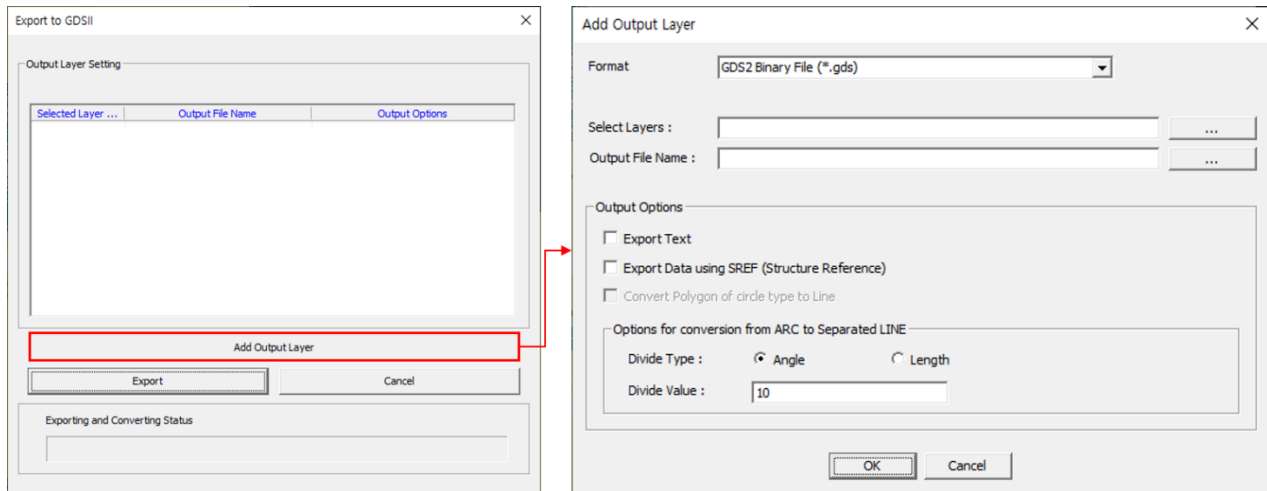 Export to GDSII
Output Layer Setting
Selected Layer ... Output File Name Output Options
Add Output Layer
Export Cancel
Exporting and Converting Status
Add Output Layer
Format GDS2 Binary File (*.gds)
Select Layers : ...
Output File Name : ...
Output Options
Export Text
Export Data using SREF (Structure Reference)
Convert Polygon of circle type to Line
Options for conversion from ARC to Separated LINE
Divide Type : Angle Length
Divide Value : 10
OK Cancel